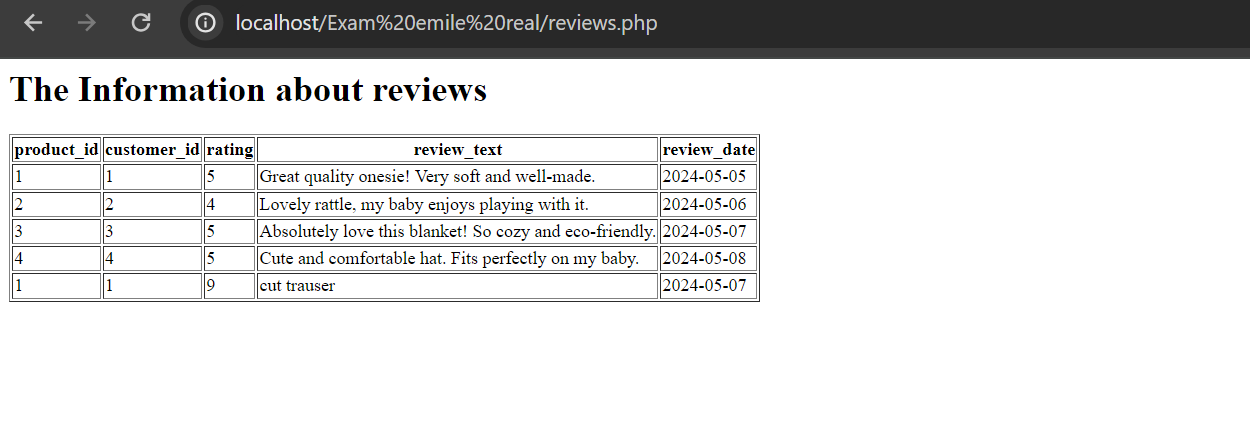 localhost/Exam%20emile%20real/reviews.php
The Information about reviews
product_id customer_id rating review_text review_date
1 1 5 Great quality onesie! Very soft and well-made. 2024-05-05
2 2 4 Lovely rattle, my baby enjoys playing with it. 2024-05-06
3 3 5 Absolutely love this blanket! So cozy and eco-friendly. 2024-05-07
4 4 5 Cute and comfortable hat. Fits perfectly on my baby. 2024-05-08
1 1 9 cut trauser 2024-05-07